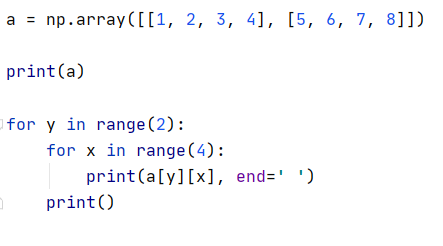 a = np.array([[1, 2, 3, 4], [5, 6, 7, 8]])
print(a)
for y in range(2):
    for x in range(4):
        print(a[y][x], end=' ')
    print()